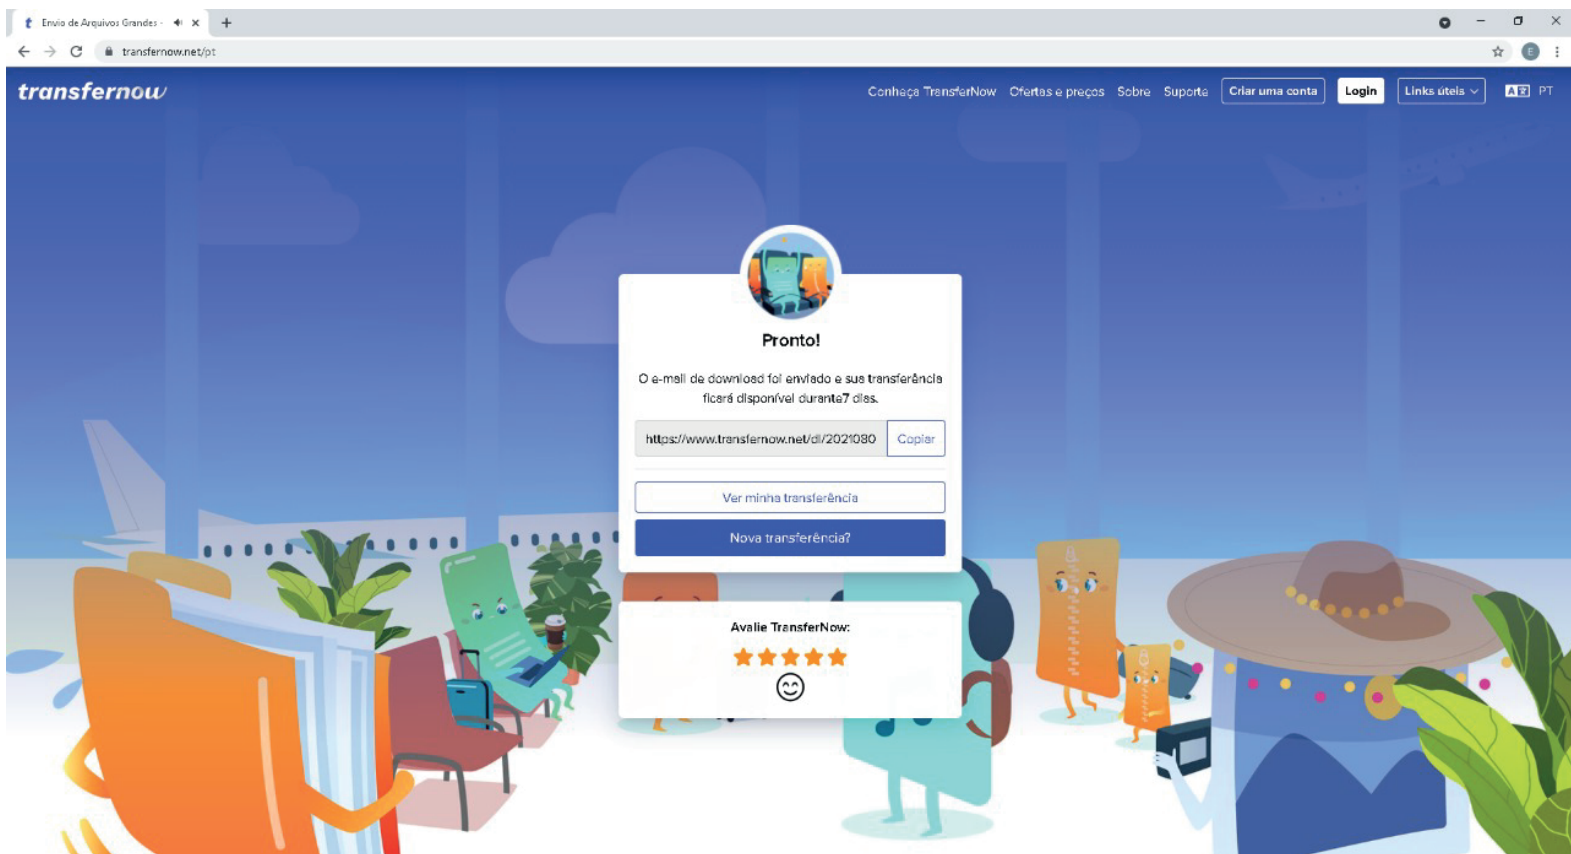 Envio de Arquivos Grandes -
transfernow.net/pt
E
transfernow
Conheça TransferNow Ofertas e preços Sobre Suporte Criar uma conta Login Links úteis PT
Pronto!
O e-mail de download foi enviado e sua transferência
ficará disponível durante7 dias.
https://www.transfernow.net/dl/2021080 Copiar
Ver minha transferência
Nova transferência?
Avalie TransferNow: